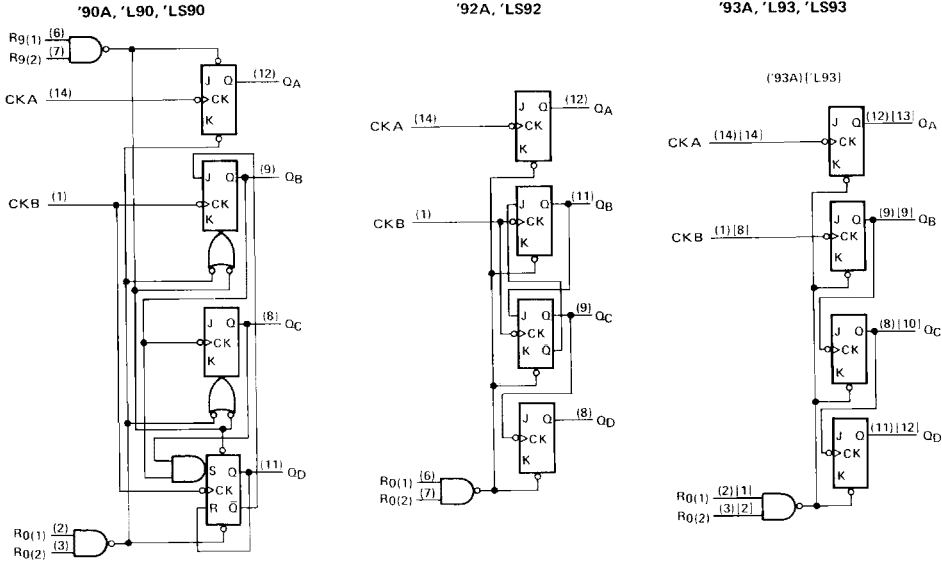 '90A, 'L90, 'LS90
R9(1) (6)
R9(2) (7)
J Q (12) QA
CKA (14) CK
K
J Q (9) QB
CKB (1) CK
K
J Q (8) QC
CK
K
S Q (11) QD
CK
R Q̅
R0(1) (2)
R0(2) (3)
'92A, 'LS92
J Q (12) QA
CKA (14) CK
K
J Q (11) QB
CKB (1) CK
K
J Q (9) QC
CK
K Q̅
J Q (8) QD
CK
K
R0(1) (6)
R0(2) (7)
'93A, 'L93, 'LS93
('93A)['L93]
J Q (12)[13] QA
CKA (14)[14] CK
K
J Q (9)[9] QB
CKB (1)[8] CK
K
J Q (8)[10] QC
CK
K
J Q (11)[12] QD
CK
K
R0(1) (2)[1]
R0(2) (3)[2]